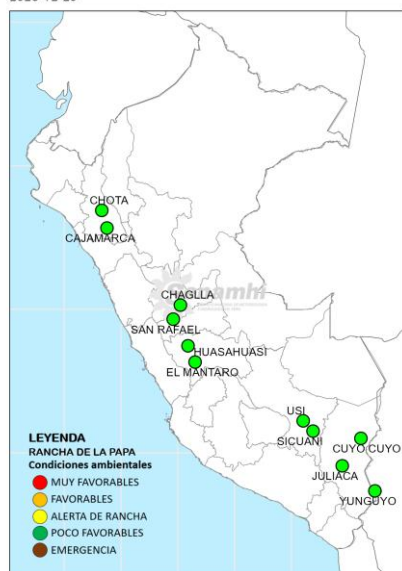 CHOTA
CAJAMARCA
Senamhi
CHAGLLA
SAN RAFAEL
HUASAHUASI
EL MANTARO
USI
SICUANI
CUYO CUYO
JULIACA
YUNGUYO
LEYENDA
RANCHA DE LA PAPA
Condiciones ambientales
MUY FAVORABLES
FAVORABLES
ALERTA DE RANCHA
POCO FAVORABLES
EMERGENCIA